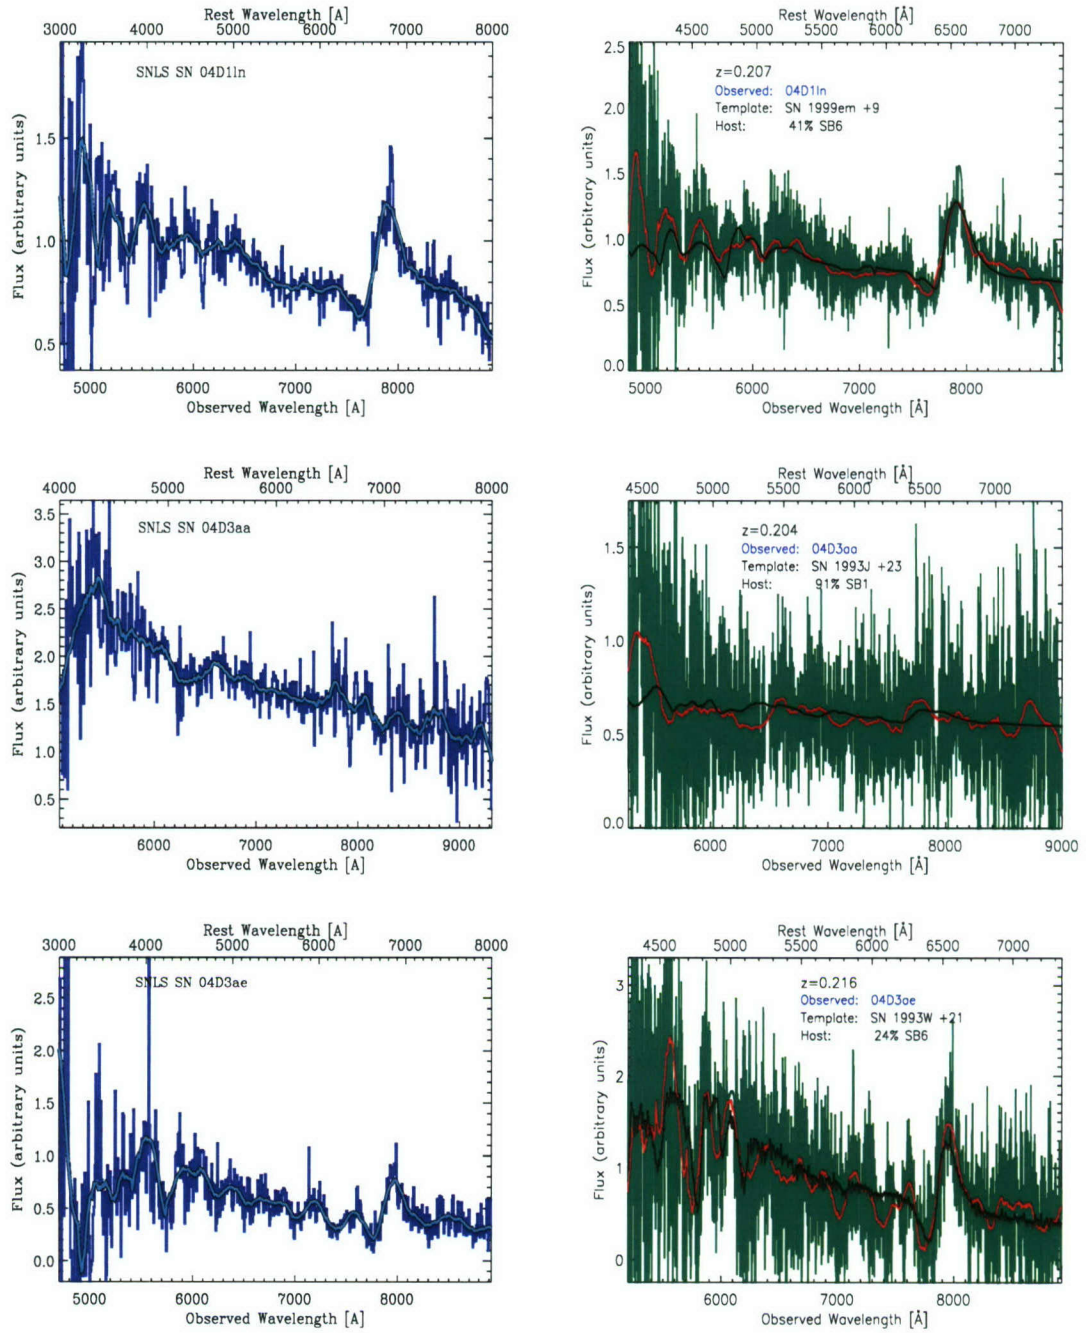 Rest Wavelength [A]
3000 4000 5000 6000 7000 8000
SNLS SN 04D1ln
Flux (arbitrary units)
1.5
1.0
0.5
5000 6000 7000 8000
Observed Wavelength [A]
Rest Wavelength [Å]
4500 5000 5500 6000 6500 7000
z=0.207
Observed: 04D1ln
Template: SN 1999em +9
Host: 41% SB6
Flux (arbitrary units)
2.5
2.0
1.5
1.0
0.5
0.0
5000 6000 7000 8000
Observed Wavelength [Å]
Rest Wavelength [A]
4000 5000 6000 7000 8000
SNLS SN 04D3aa
Flux (arbitrary units)
3.5
3.0
2.5
2.0
1.5
1.0
0.5
6000 7000 8000 9000
Observed Wavelength [A]
Rest Wavelength [Å]
4500 5000 5500 6000 6500 7000
z=0.204
Observed: 04D3aa
Template: SN 1993J +23
Host: 91% SB1
Flux (arbitrary units)
1.5
1.0
0.5
0.0
6000 7000 8000 9000
Observed Wavelength [Å]
Rest Wavelength [A]
3000 4000 5000 6000 7000 8000
SNLS SN 04D3ae
Flux (arbitrary units)
2.5
2.0
1.5
1.0
0.5
0.0
5000 6000 7000 8000
Observed Wavelength [A]
Rest Wavelength [Å]
4500 5000 5500 6000 6500 7000
z=0.216
Observed: 04D3ae
Template: SN 1993W +21
Host: 24% SB6
Flux (arbitrary units)
3
2
1
0
6000 7000 8000 9000
Observed Wavelength [Å]